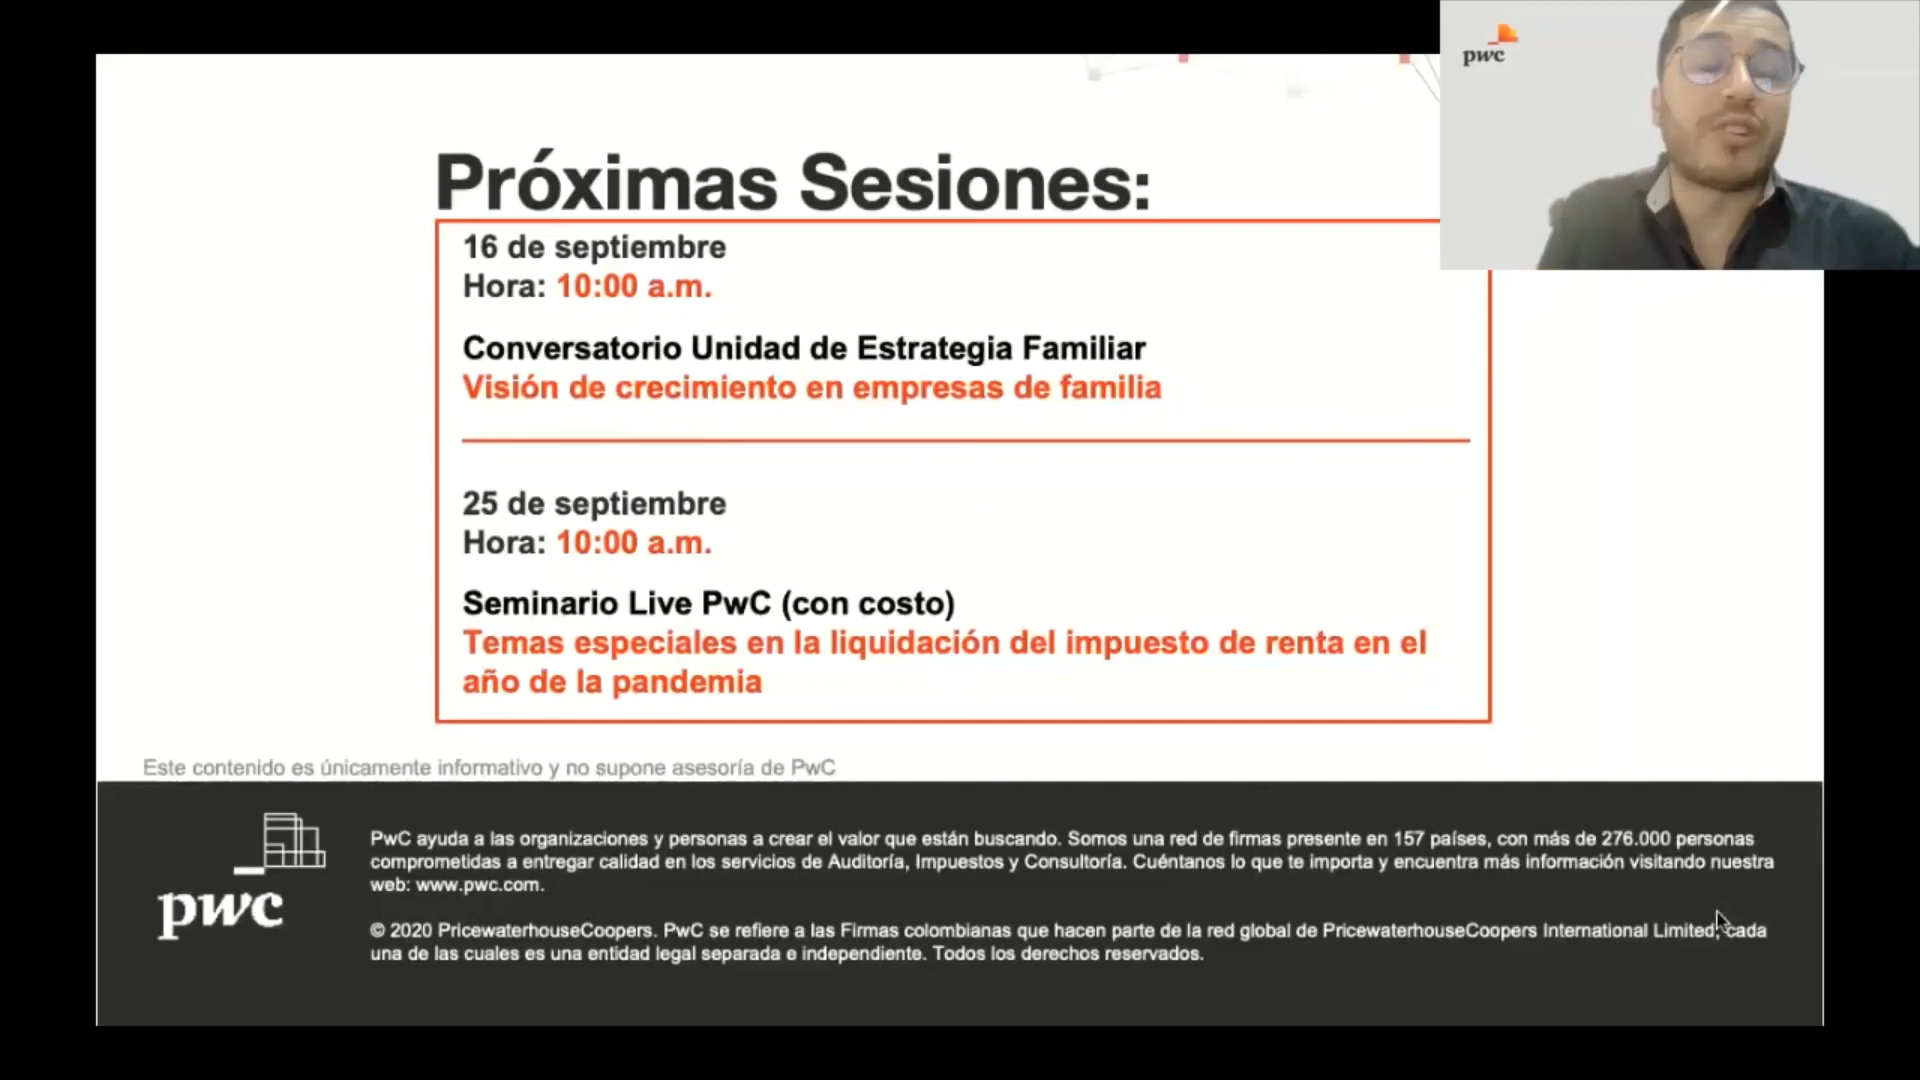 pwc
Próximas Sesiones:
16 de septiembre
Hora: 10:00 a.m.
Conversatorio Unidad de Estrategia Familiar
Visión de crecimiento en empresas de familia
25 de septiembre
Hora: 10:00 a.m.
Seminario Live PwC (con costo)
Temas especiales en la liquidación del impuesto de renta en el
año de la pandemia
Este contenido es únicamente informativo y no supone asesoría de PwC
pwc
PwC ayuda a las organizaciones y personas a crear el valor que están buscando. Somos una red de firmas presente en 157 países, con más de 276.000 personas
comprometidas a entregar calidad en los servicios de Auditoría, Impuestos y Consultoría. Cuéntanos lo que te importa y encuentra más información visitando nuestra
web: www.pwc.com.
© 2020 PricewaterhouseCoopers. PwC se refiere a las Firmas colombianas que hacen parte de la red global de PricewaterhouseCoopers International Limited, cada
una de las cuales es una entidad legal separada e independiente. Todos los derechos reservados.